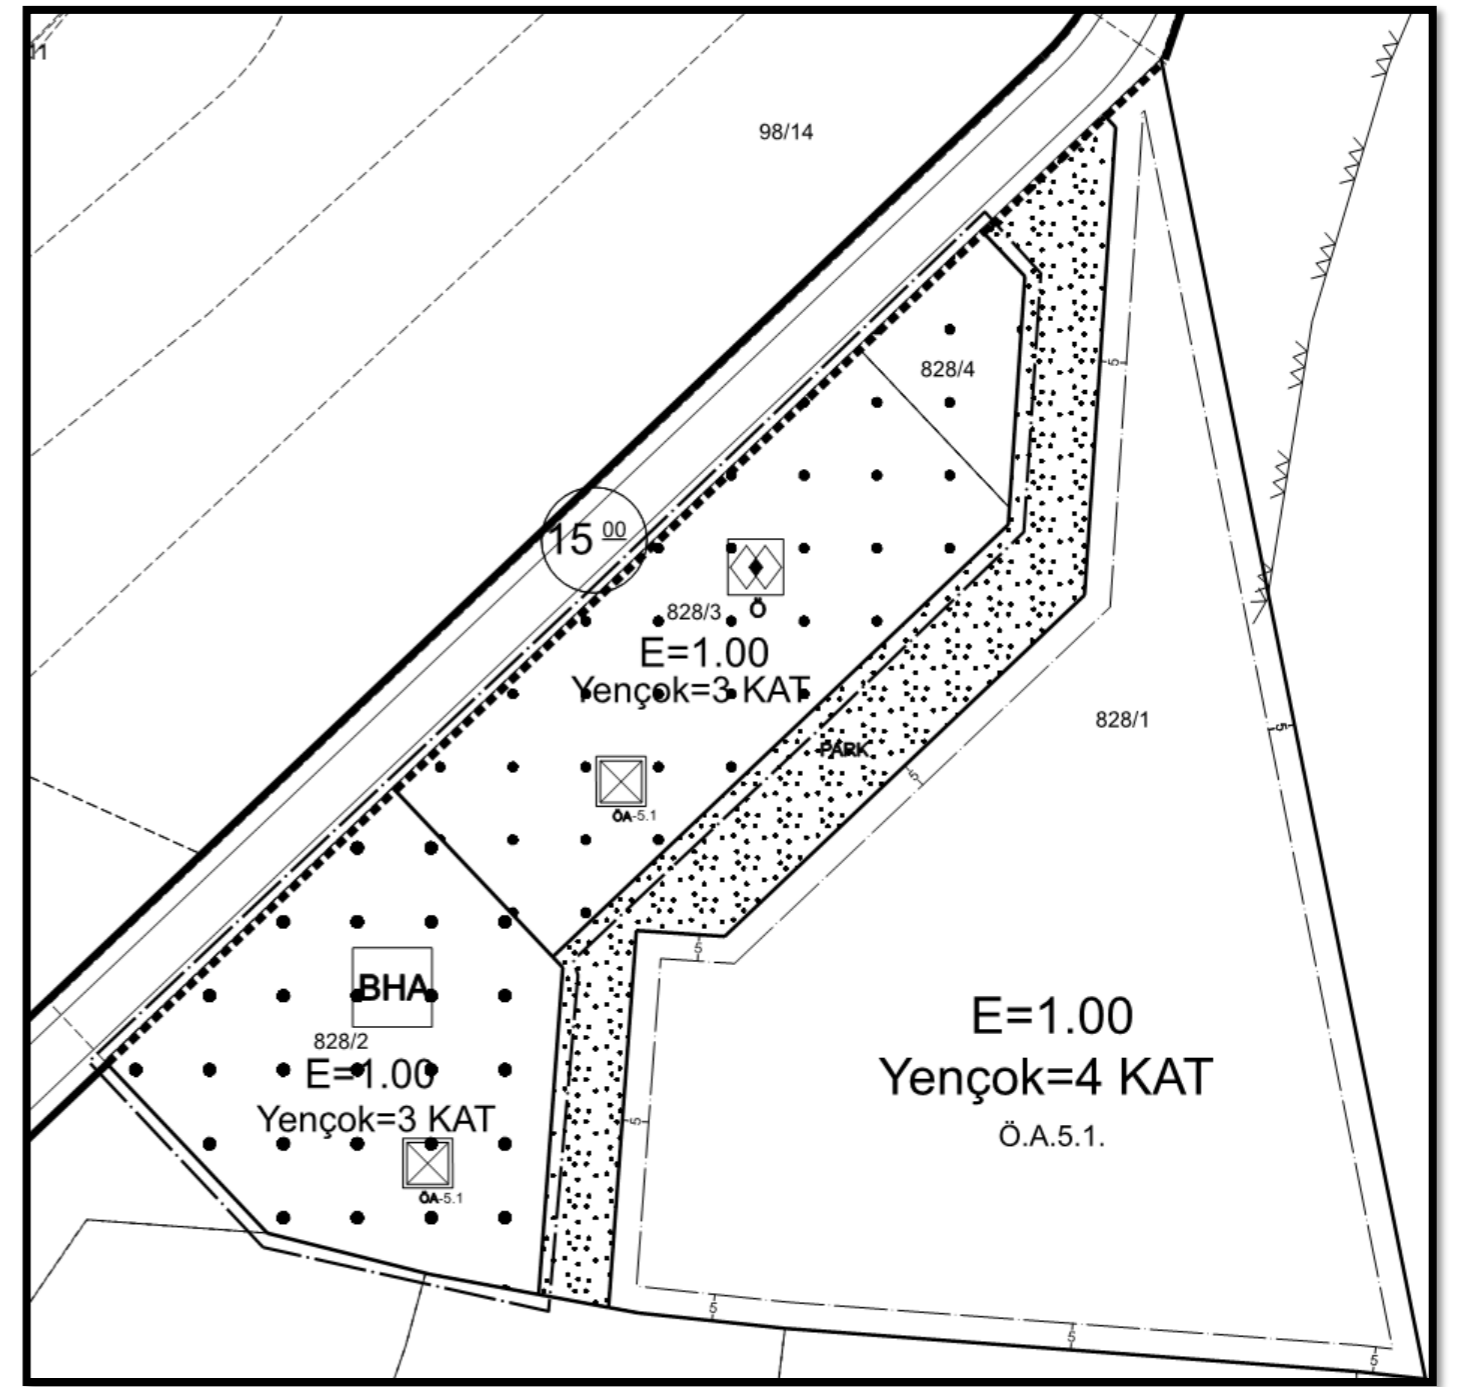 11
98/14
828/4
5
15 00
828/3
Ö
E=1.00
Yençok=3 KAT
828/1
5
PARK
5
ÖA-5.1
5
BHA
828/2
E=1.00
Yençok=3 KAT
E=1.00
Yençok=4 KAT
Ö.A.5.1.
5
ÖA-5.1
5
5
5